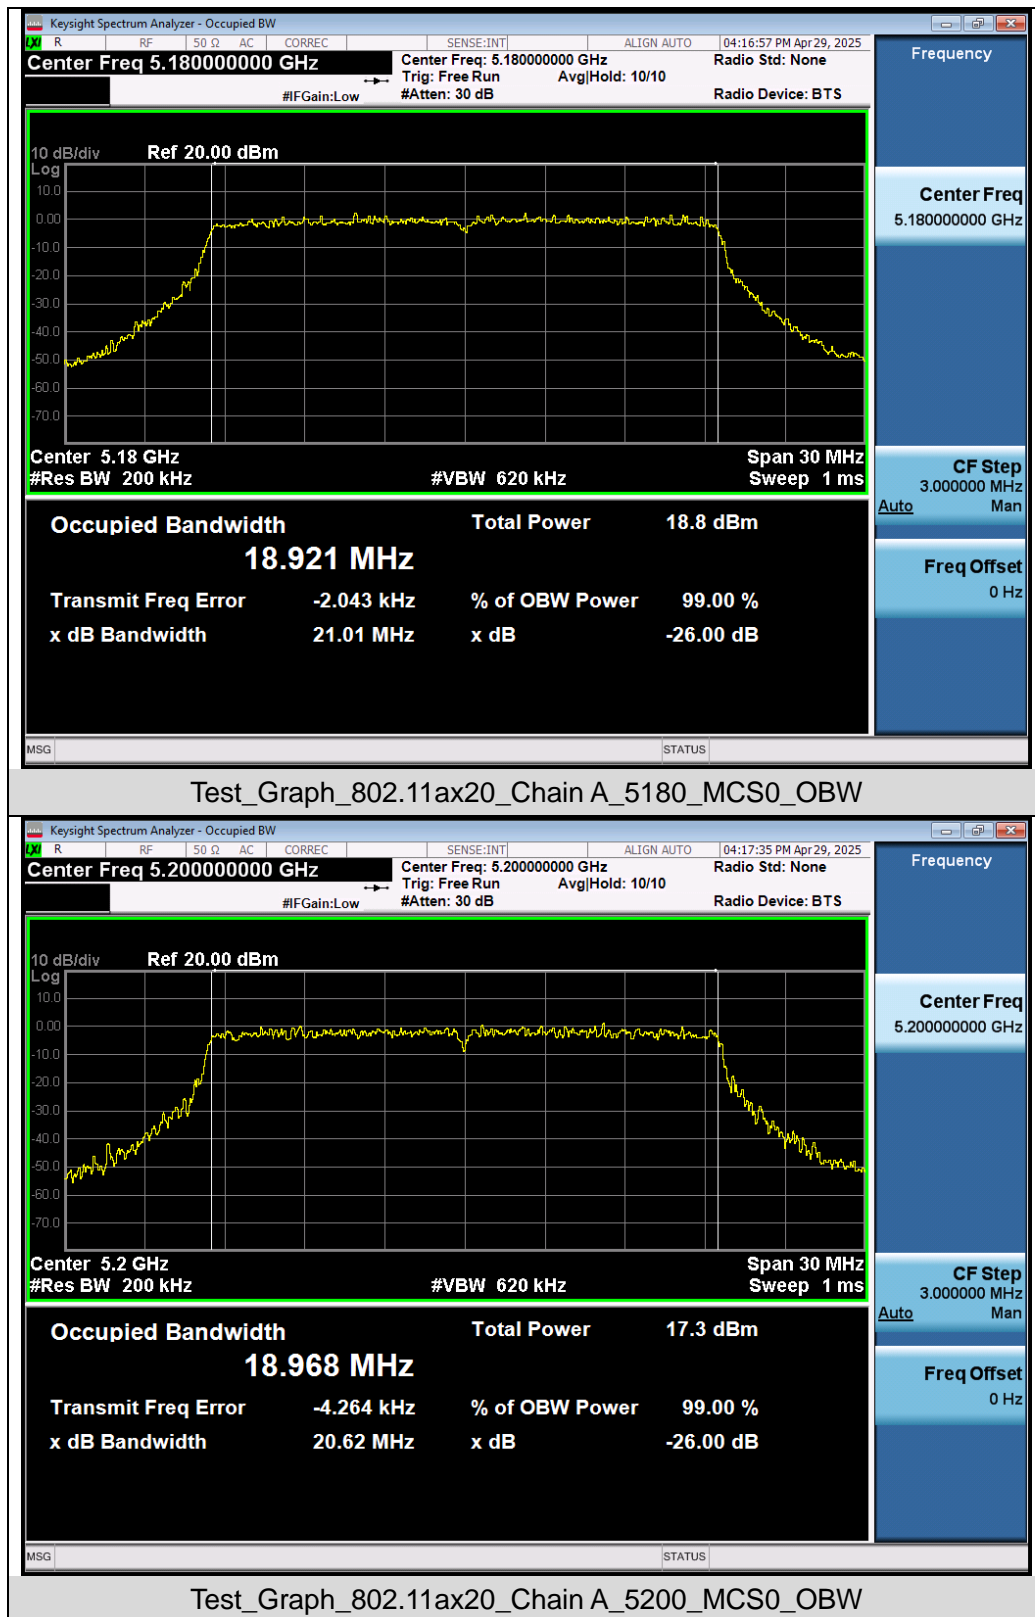 Keysight Spectrum Analyzer - Occupied BW
LXI R RF 50 Ω AC CORREC SENSE:INT ALIGN AUTO 04:16:57 PM Apr 29, 2025
Center Freq 5.180000000 GHz Center Freq: 5.180000000 GHz Radio Std: None
Trig: Free Run Avg|Hold: 10/10
#IFGain:Low #Atten: 30 dB Radio Device: BTS
Frequency
10 dB/div Ref 20.00 dBm
Log
10.0
0.00
-10.0
-20.0
-30.0
-40.0
-50.0
-60.0
-70.0
Center 5.18 GHz Span 30 MHz
#Res BW 200 kHz #VBW 620 kHz Sweep 1 ms
Center Freq
5.180000000 GHz
CF Step
3.000000 MHz
Auto Man
Freq Offset
0 Hz
Occupied Bandwidth Total Power 18.8 dBm
18.921 MHz
Transmit Freq Error -2.043 kHz % of OBW Power 99.00 %
x dB Bandwidth 21.01 MHz x dB -26.00 dB
MSG STATUS
Test_Graph_802.11ax20_Chain A_5180_MCS0_OBW
Keysight Spectrum Analyzer - Occupied BW
LXI R RF 50 Ω AC CORREC SENSE:INT ALIGN AUTO 04:17:35 PM Apr 29, 2025
Center Freq 5.200000000 GHz Center Freq: 5.200000000 GHz Radio Std: None
Trig: Free Run Avg|Hold: 10/10
#IFGain:Low #Atten: 30 dB Radio Device: BTS
Frequency
10 dB/div Ref 20.00 dBm
Log
10.0
0.00
-10.0
-20.0
-30.0
-40.0
-50.0
-60.0
-70.0
Center 5.2 GHz Span 30 MHz
#Res BW 200 kHz #VBW 620 kHz Sweep 1 ms
Center Freq
5.200000000 GHz
CF Step
3.000000 MHz
Auto Man
Freq Offset
0 Hz
Occupied Bandwidth Total Power 17.3 dBm
18.968 MHz
Transmit Freq Error -4.264 kHz % of OBW Power 99.00 %
x dB Bandwidth 20.62 MHz x dB -26.00 dB
MSG STATUS
Test_Graph_802.11ax20_Chain A_5200_MCS0_OBW